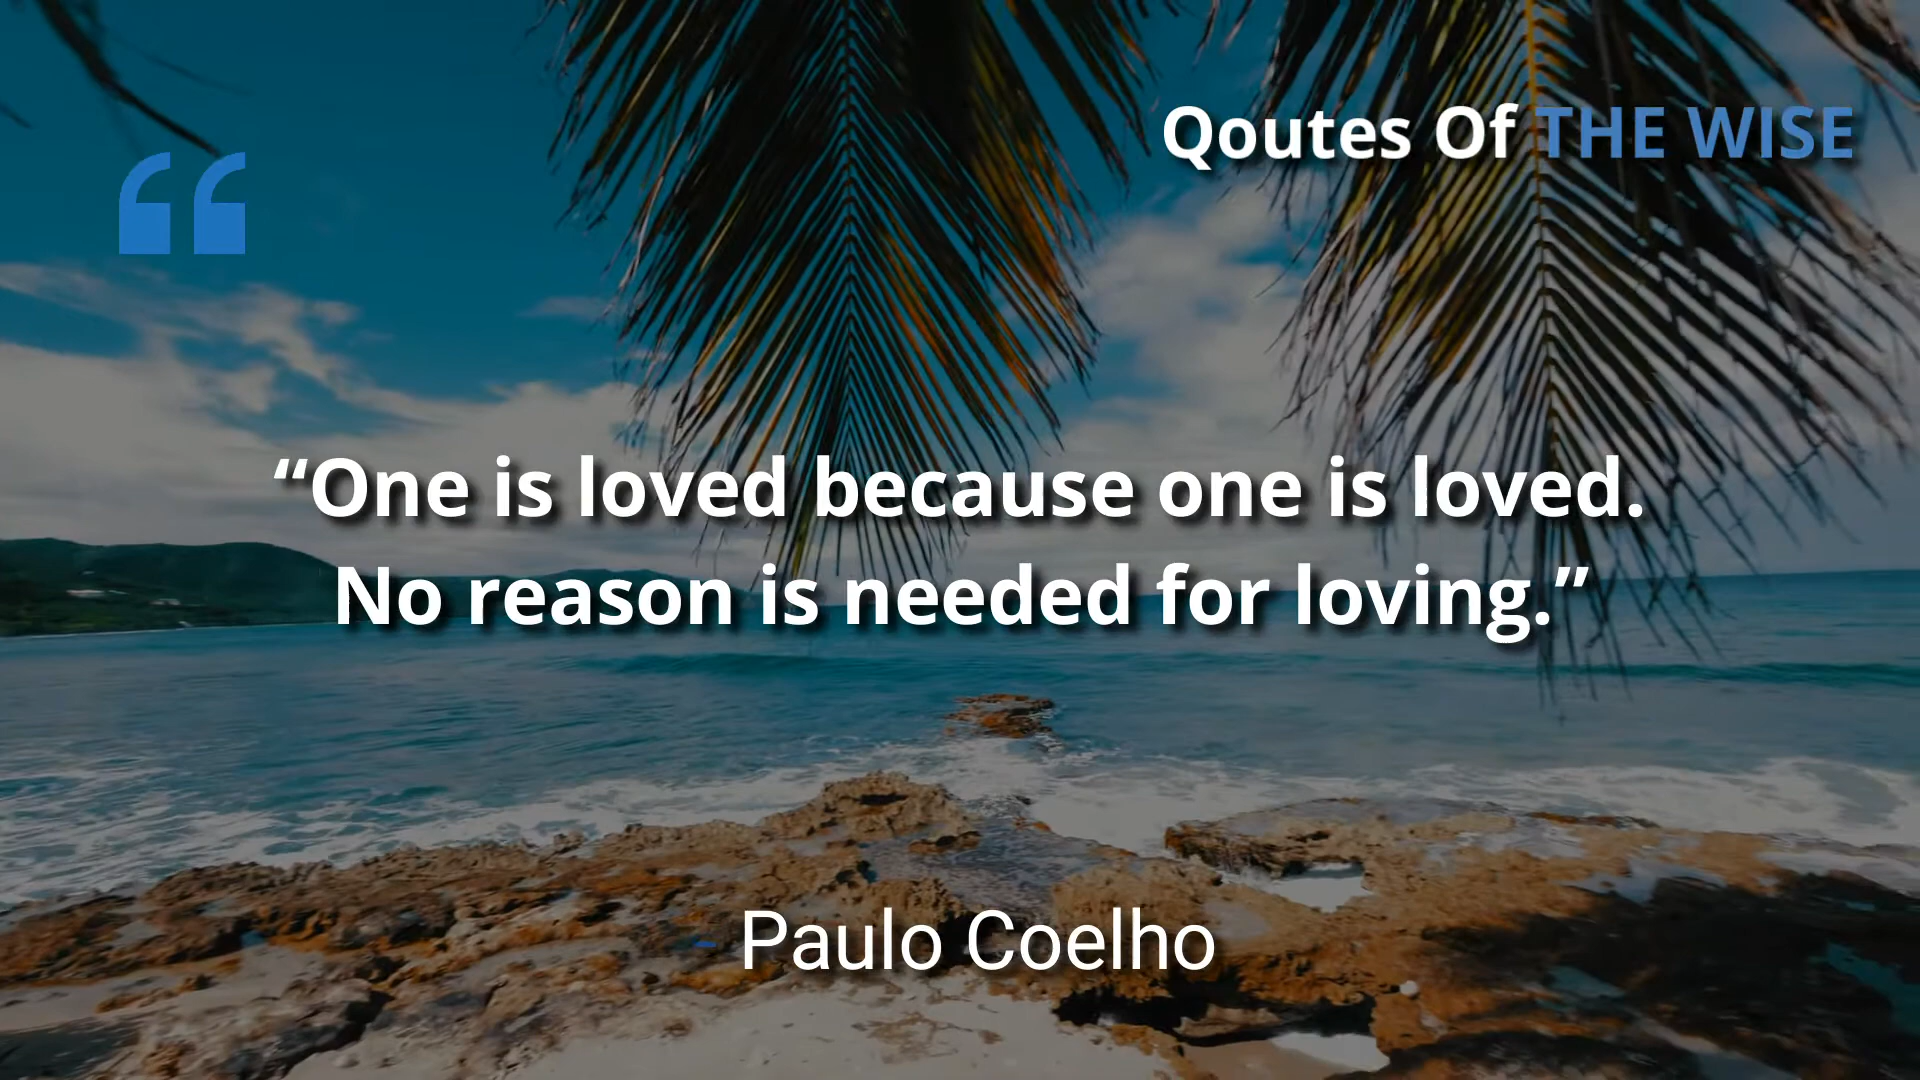 Qoutes Of THE WISE
“One is loved because one is loved.
No reason is needed for loving.”
Paulo Coelho